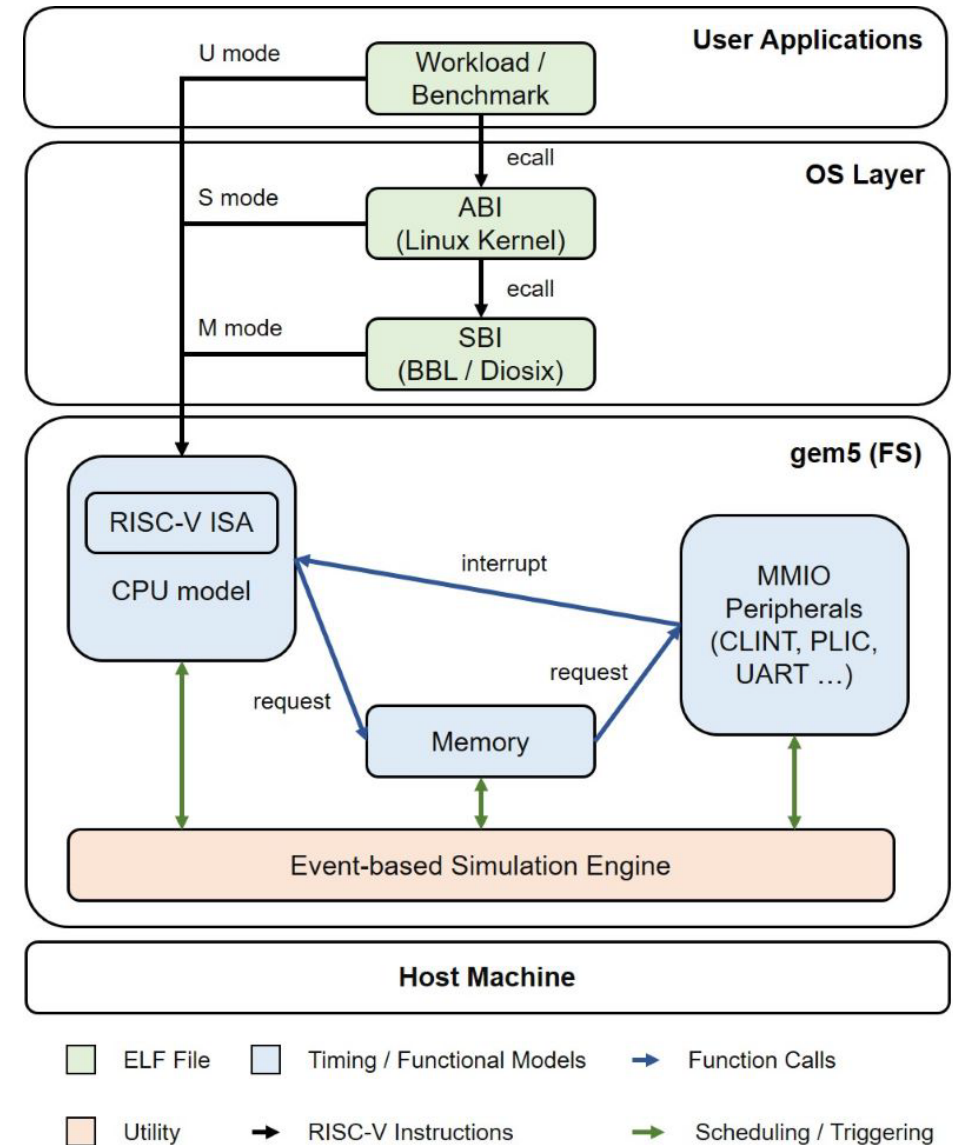 User Applications
U mode
Workload /
Benchmark
ecall
OS Layer
S mode
ABI
(Linux Kernel)
ecall
M mode
SBI
(BBL / Diosix)
gem5 (FS)
RISC-V ISA
CPU model
interrupt
MMIO
Peripherals
(CLINT, PLIC,
UART ...)
request
request
Memory
Event-based Simulation Engine
Host Machine
ELF File
Timing / Functional Models
Function Calls
Utility
RISC-V Instructions
Scheduling / Triggering